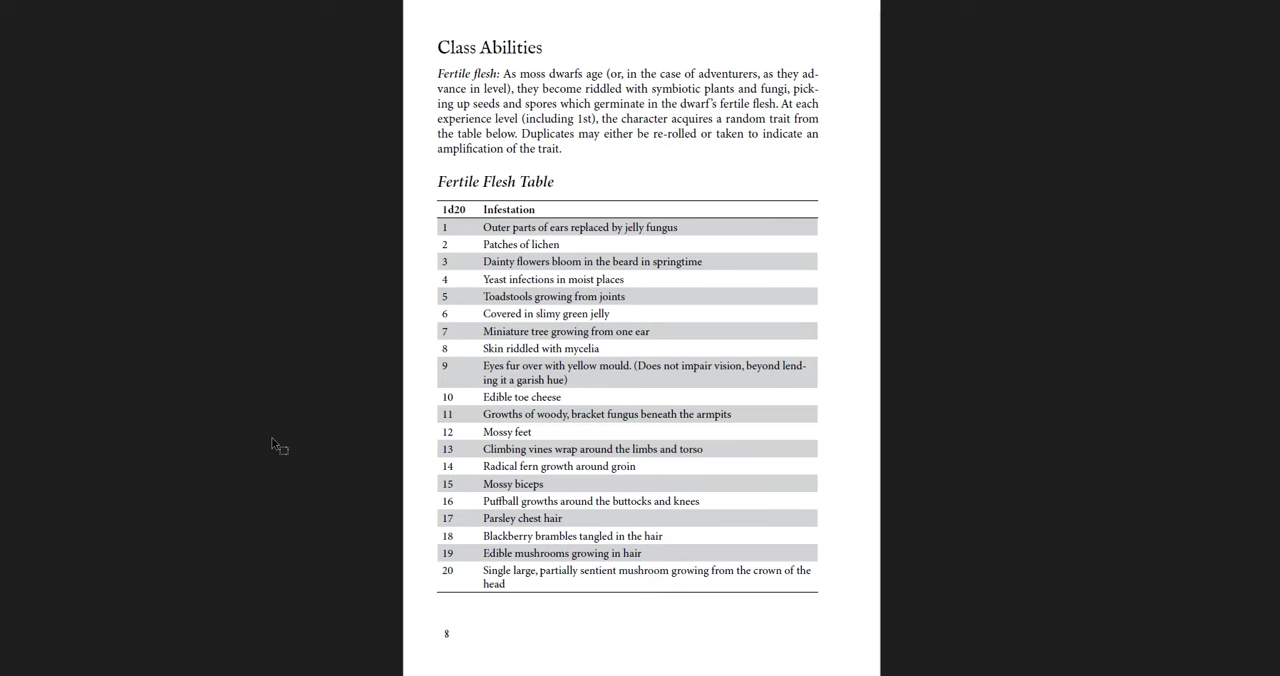 Class Abilities
Fertile flesh: As moss dwarfs age (or, in the case of adventurers, as they ad-
vance in level), they become riddled with symbiotic plants and fungi, pick-
ing up seeds and spores which germinate in the dwarf's fertile flesh. At each
experience level (including 1st), the character acquires a random trait from
the table below. Duplicates may either be re-rolled or taken to indicate an
amplification of the trait.
Fertile Flesh Table
1d20 Infestation
1 Outer parts of ears replaced by jelly fungus
2 Patches of lichen
3 Dainty flowers bloom in the beard in springtime
4 Yeast infections in moist places
5 Toadstools growing from joints
6 Covered in slimy green jelly
7 Miniature tree growing from one ear
8 Skin riddled with mycelia
9 Eyes fur over with yellow mould. (Does not impair vision, beyond lend-
ing it a garish hue)
10 Edible toe cheese
11 Growths of woody, bracket fungus beneath the armpits
12 Mossy feet
13 Climbing vines wrap around the limbs and torso
14 Radical fern growth around groin
15 Mossy biceps
16 Puffball growths around the buttocks and knees
17 Parsley chest hair
18 Blackberry brambles tangled in the hair
19 Edible mushrooms growing in hair
20 Single large, partially sentient mushroom growing from the crown of the
head
8